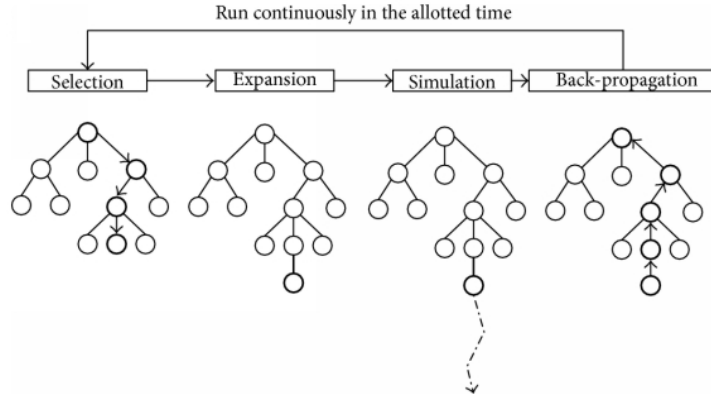 Run continuously in the allotted time
Selection
Expansion
Simulation
Back-propagation